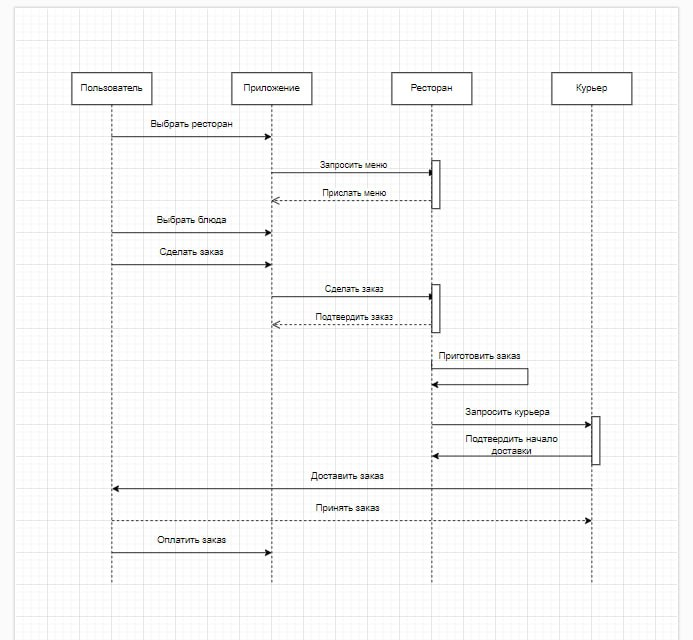 Пользователь
Приложение
Ресторан
Курьер
Выбрать ресторан
Запросить меню
Прислать меню
Выбрать блюда
Сделать заказ
Сделать заказ
Подтвердить заказ
Приготовить заказ
Запросить курьера
Подтвердить начало
доставки
Доставить заказ
Принять заказ
Оплатить заказ